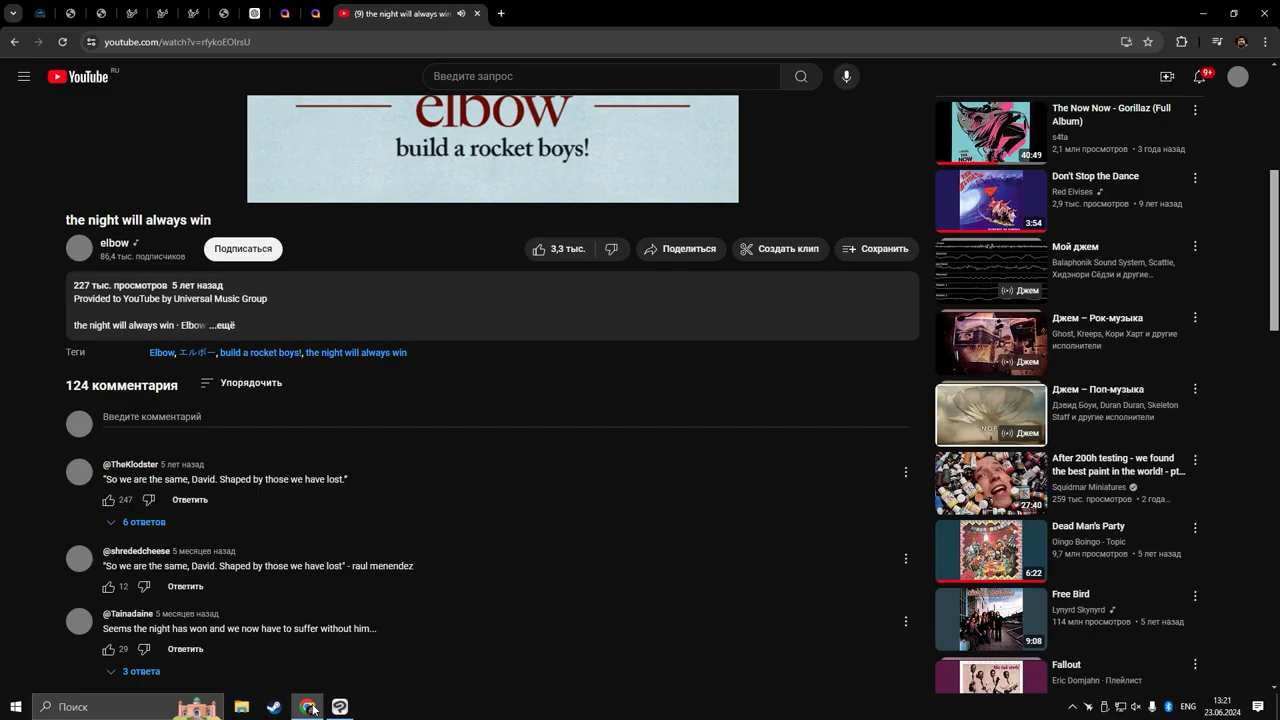 (9) the night will always win
youtube.com/watch?v=rfykoEOlrsU
YouTube RU
Введите запрос
9+
elbow
build a rocket boys!
the night will always win
elbow
86,4 тыс. подписчиков
Подписаться
3,3 тыс.
Поделиться
Создать клип
Сохранить
527 тыс. просмотров 5 лет назад
Provided to YouTube by Universal Music Group
the night will always win · Elbow ...ещё
Теги
Elbow, エルボー, build a rocket boys!, the night will always win
124 комментария
Упорядочить
Введите комментарий
@TheKlodster 5 лет назад
“So we are the same, David. Shaped by those we have lost.”
247
Ответить
6 ответов
@shrededcheese 5 месяцев назад
"So we are the same, David. Shaped by those we have lost" - raul menendez
12
Ответить
@Tainadaine 5 месяцев назад
Seems the night has won and we now have to suffer without him...
29
Ответить
3 ответа
40:49
The Now Now - Gorillaz (Full
Album)
s4ta
2,1 млн просмотров • 3 года назад
3:54
Don't Stop the Dance
Red Elvises
2,9 тыс. просмотров • 9 лет назад
Джем
Мой джем
Balaphonik Sound System, Scattle,
Хидэнори Сёдзи и другие...
Джем
Джем – Рок-музыка
Ghost, Kreeps, Кори Харт и другие
исполнители
NOP
Джем
Джем – Поп-музыка
Дэвид Боуи, Duran Duran, Skeleton
Staff и другие исполнители
27:40
After 200h testing - we found
the best paint in the world! - pt...
Squidmar Miniatures
259 тыс. просмотров • 2 года...
6:22
Dead Man's Party
Oingo Boingo - Topic
9,7 млн просмотров • 5 лет назад
9:08
Free Bird
Lynyrd Skynyrd
114 млн просмотров • 5 лет назад
Fallout
Eric Domjahn · Плейлист
Поиск
ENG
13:21
23.06.2024